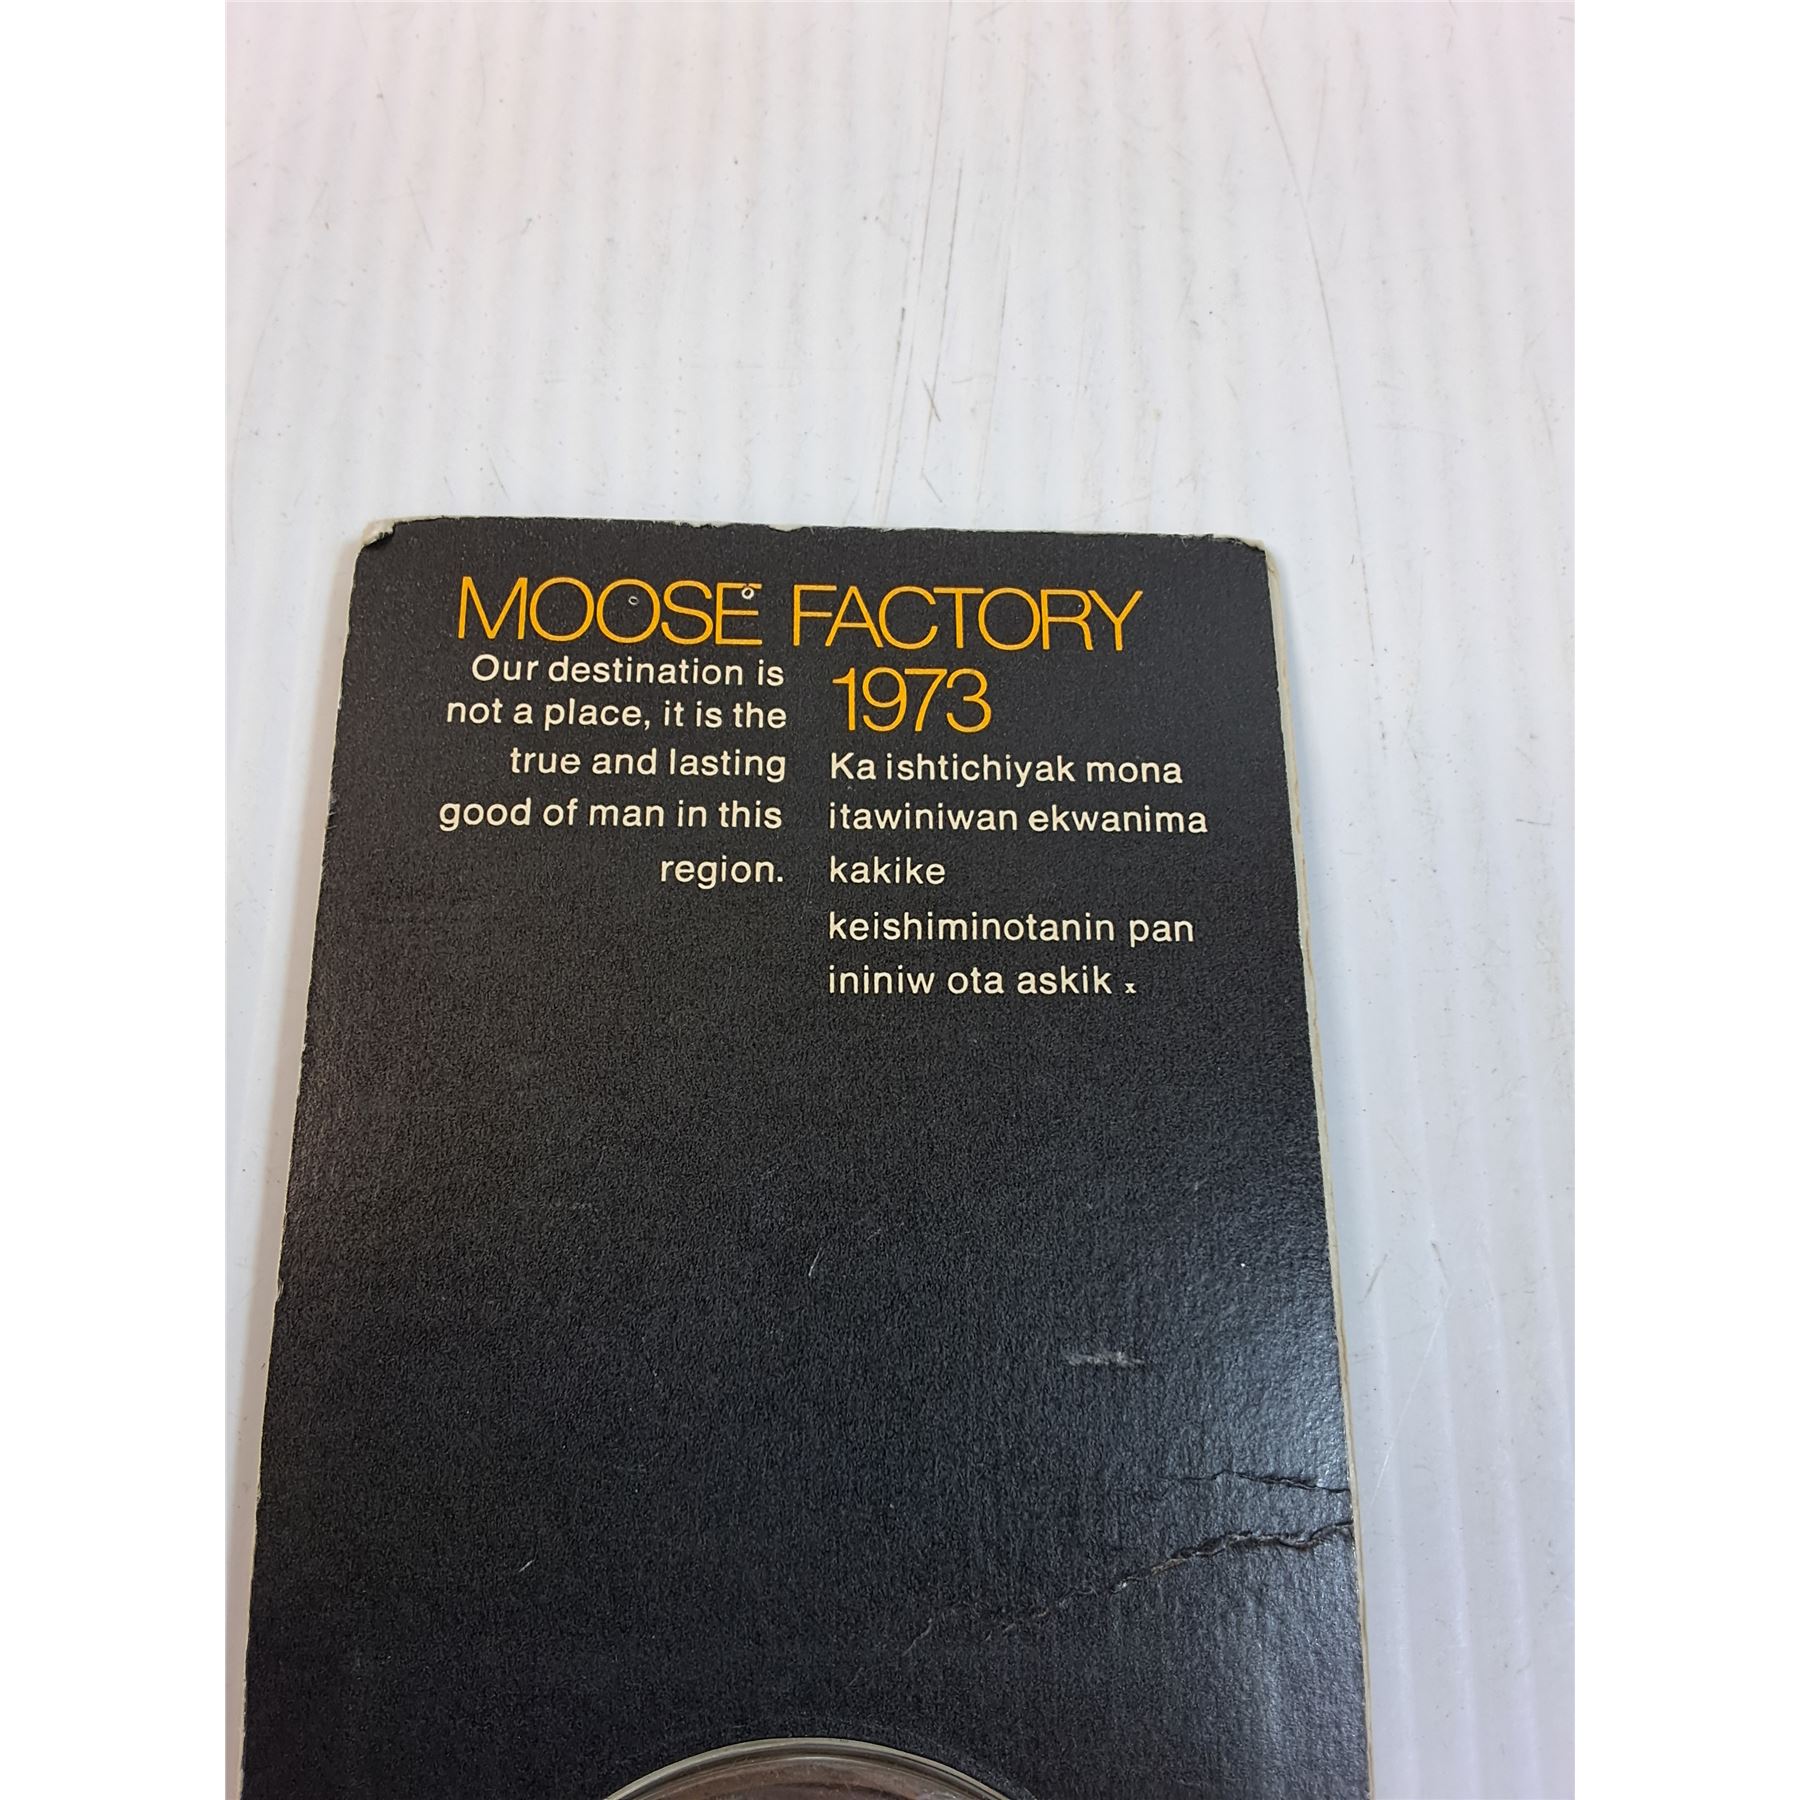 MOOSE FACTORY
1973
Our destination is
not a place, it is the
true and lasting
good of man in this
region.
Ka ishtichiyak mona
itawiniwan ekwanima
kakike
keishiminotanin pan
ininiw ota askik x